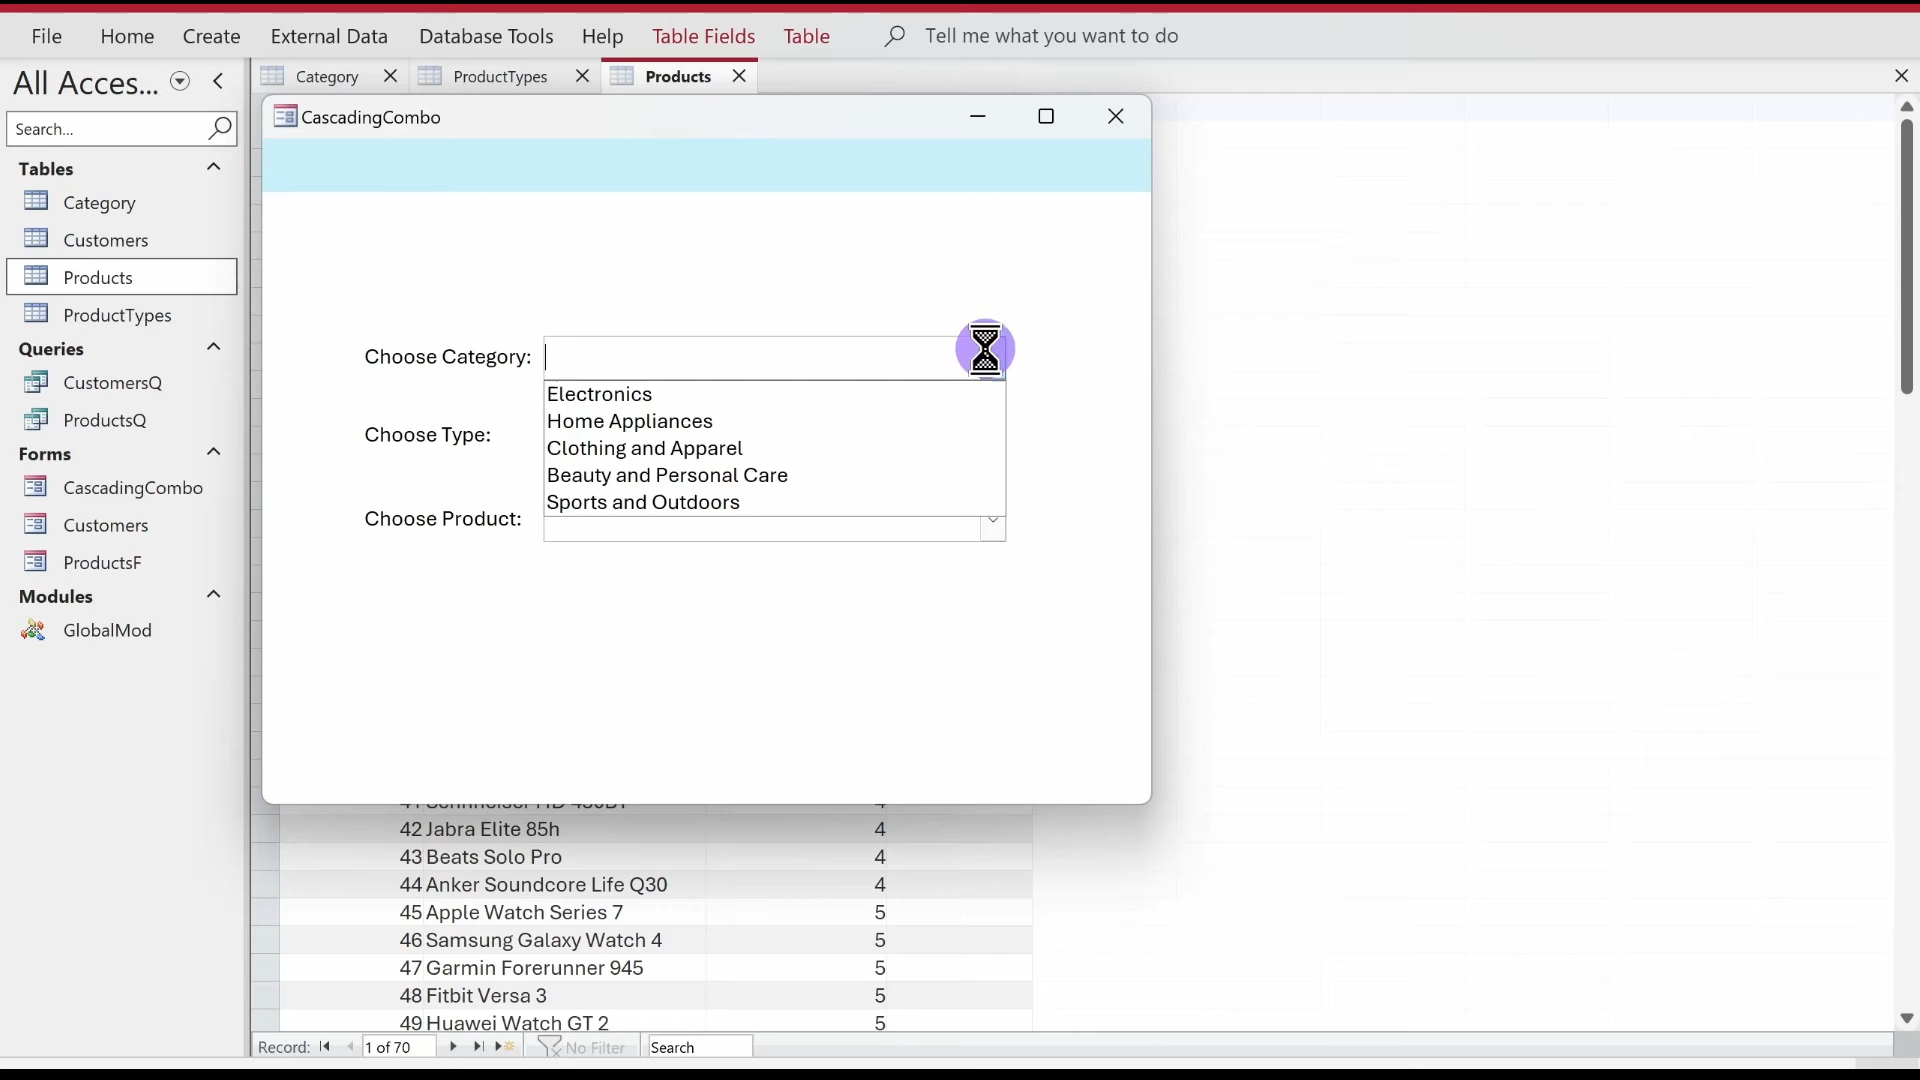 File Home Create External Data Database Tools Help Table Fields Table Tell me what you want to do
All Acces...
Category ProductTypes Products
CascadingCombo
Search...
Tables
Category
Customers
Products
ProductTypes
Queries
CustomersQ
ProductsQ
Forms
CascadingCombo
Customers
ProductsF
Modules
GlobalMod
Choose Category:
Electronics
Home Appliances
Clothing and Apparel
Beauty and Personal Care
Sports and Outdoors
Choose Type:
Choose Product:
42 Jabra Elite 85h 4
43 Beats Solo Pro 4
44 Anker Soundcore Life Q30 4
45 Apple Watch Series 7 5
46 Samsung Galaxy Watch 4 5
47 Garmin Forerunner 945 5
48 Fitbit Versa 3 5
49 Huawei Watch GT 2 5
Record: 1 of 70 No Filter Search